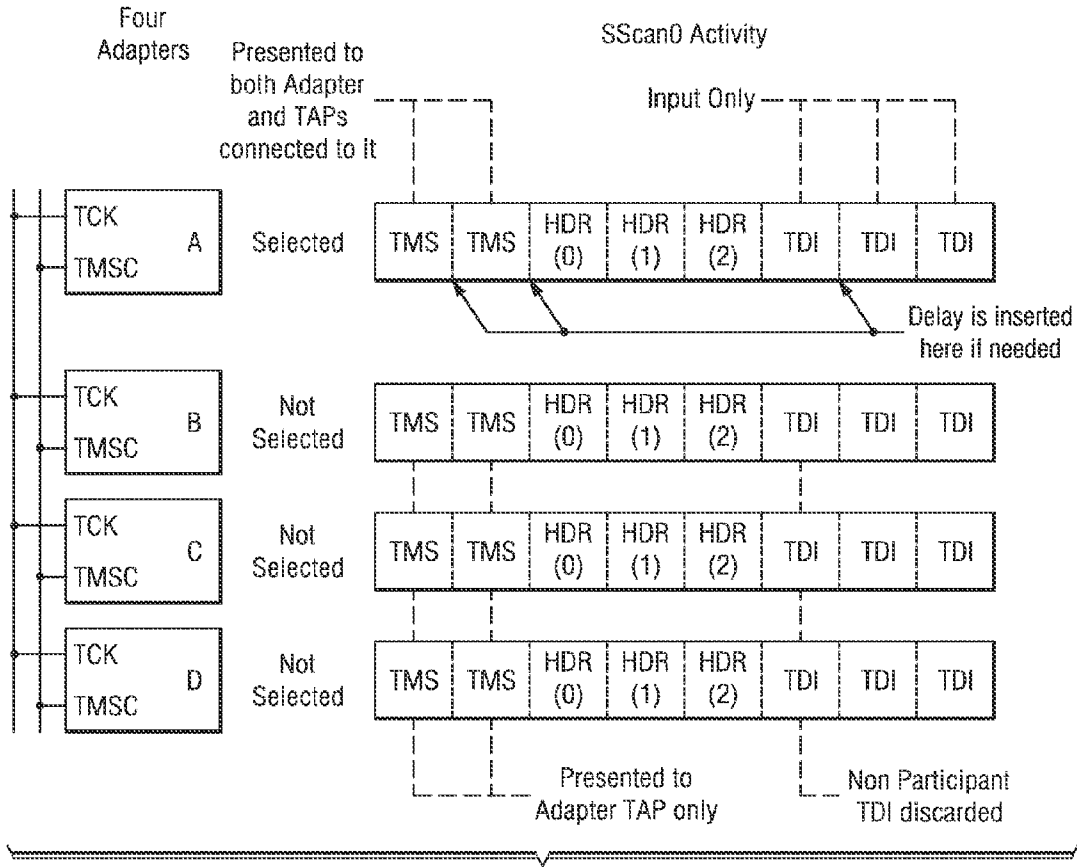 Four
Adapters
Presented to
both Adapter
and TAPs
connected to it
SScan0 Activity
Input Only
TCK
A
TMSC
Selected
TMS TMS HDR (0) HDR (1) HDR (2) TDI TDI TDI
Delay is inserted
here if needed
TCK
B
TMSC
Not
Selected
TMS TMS HDR (0) HDR (1) HDR (2) TDI TDI TDI
TCK
C
TMSC
Not
Selected
TMS TMS HDR (0) HDR (1) HDR (2) TDI TDI TDI
TCK
D
TMSC
Not
Selected
TMS TMS HDR (0) HDR (1) HDR (2) TDI TDI TDI
Presented to
Adapter TAP only
Non Participant
TDI discarded